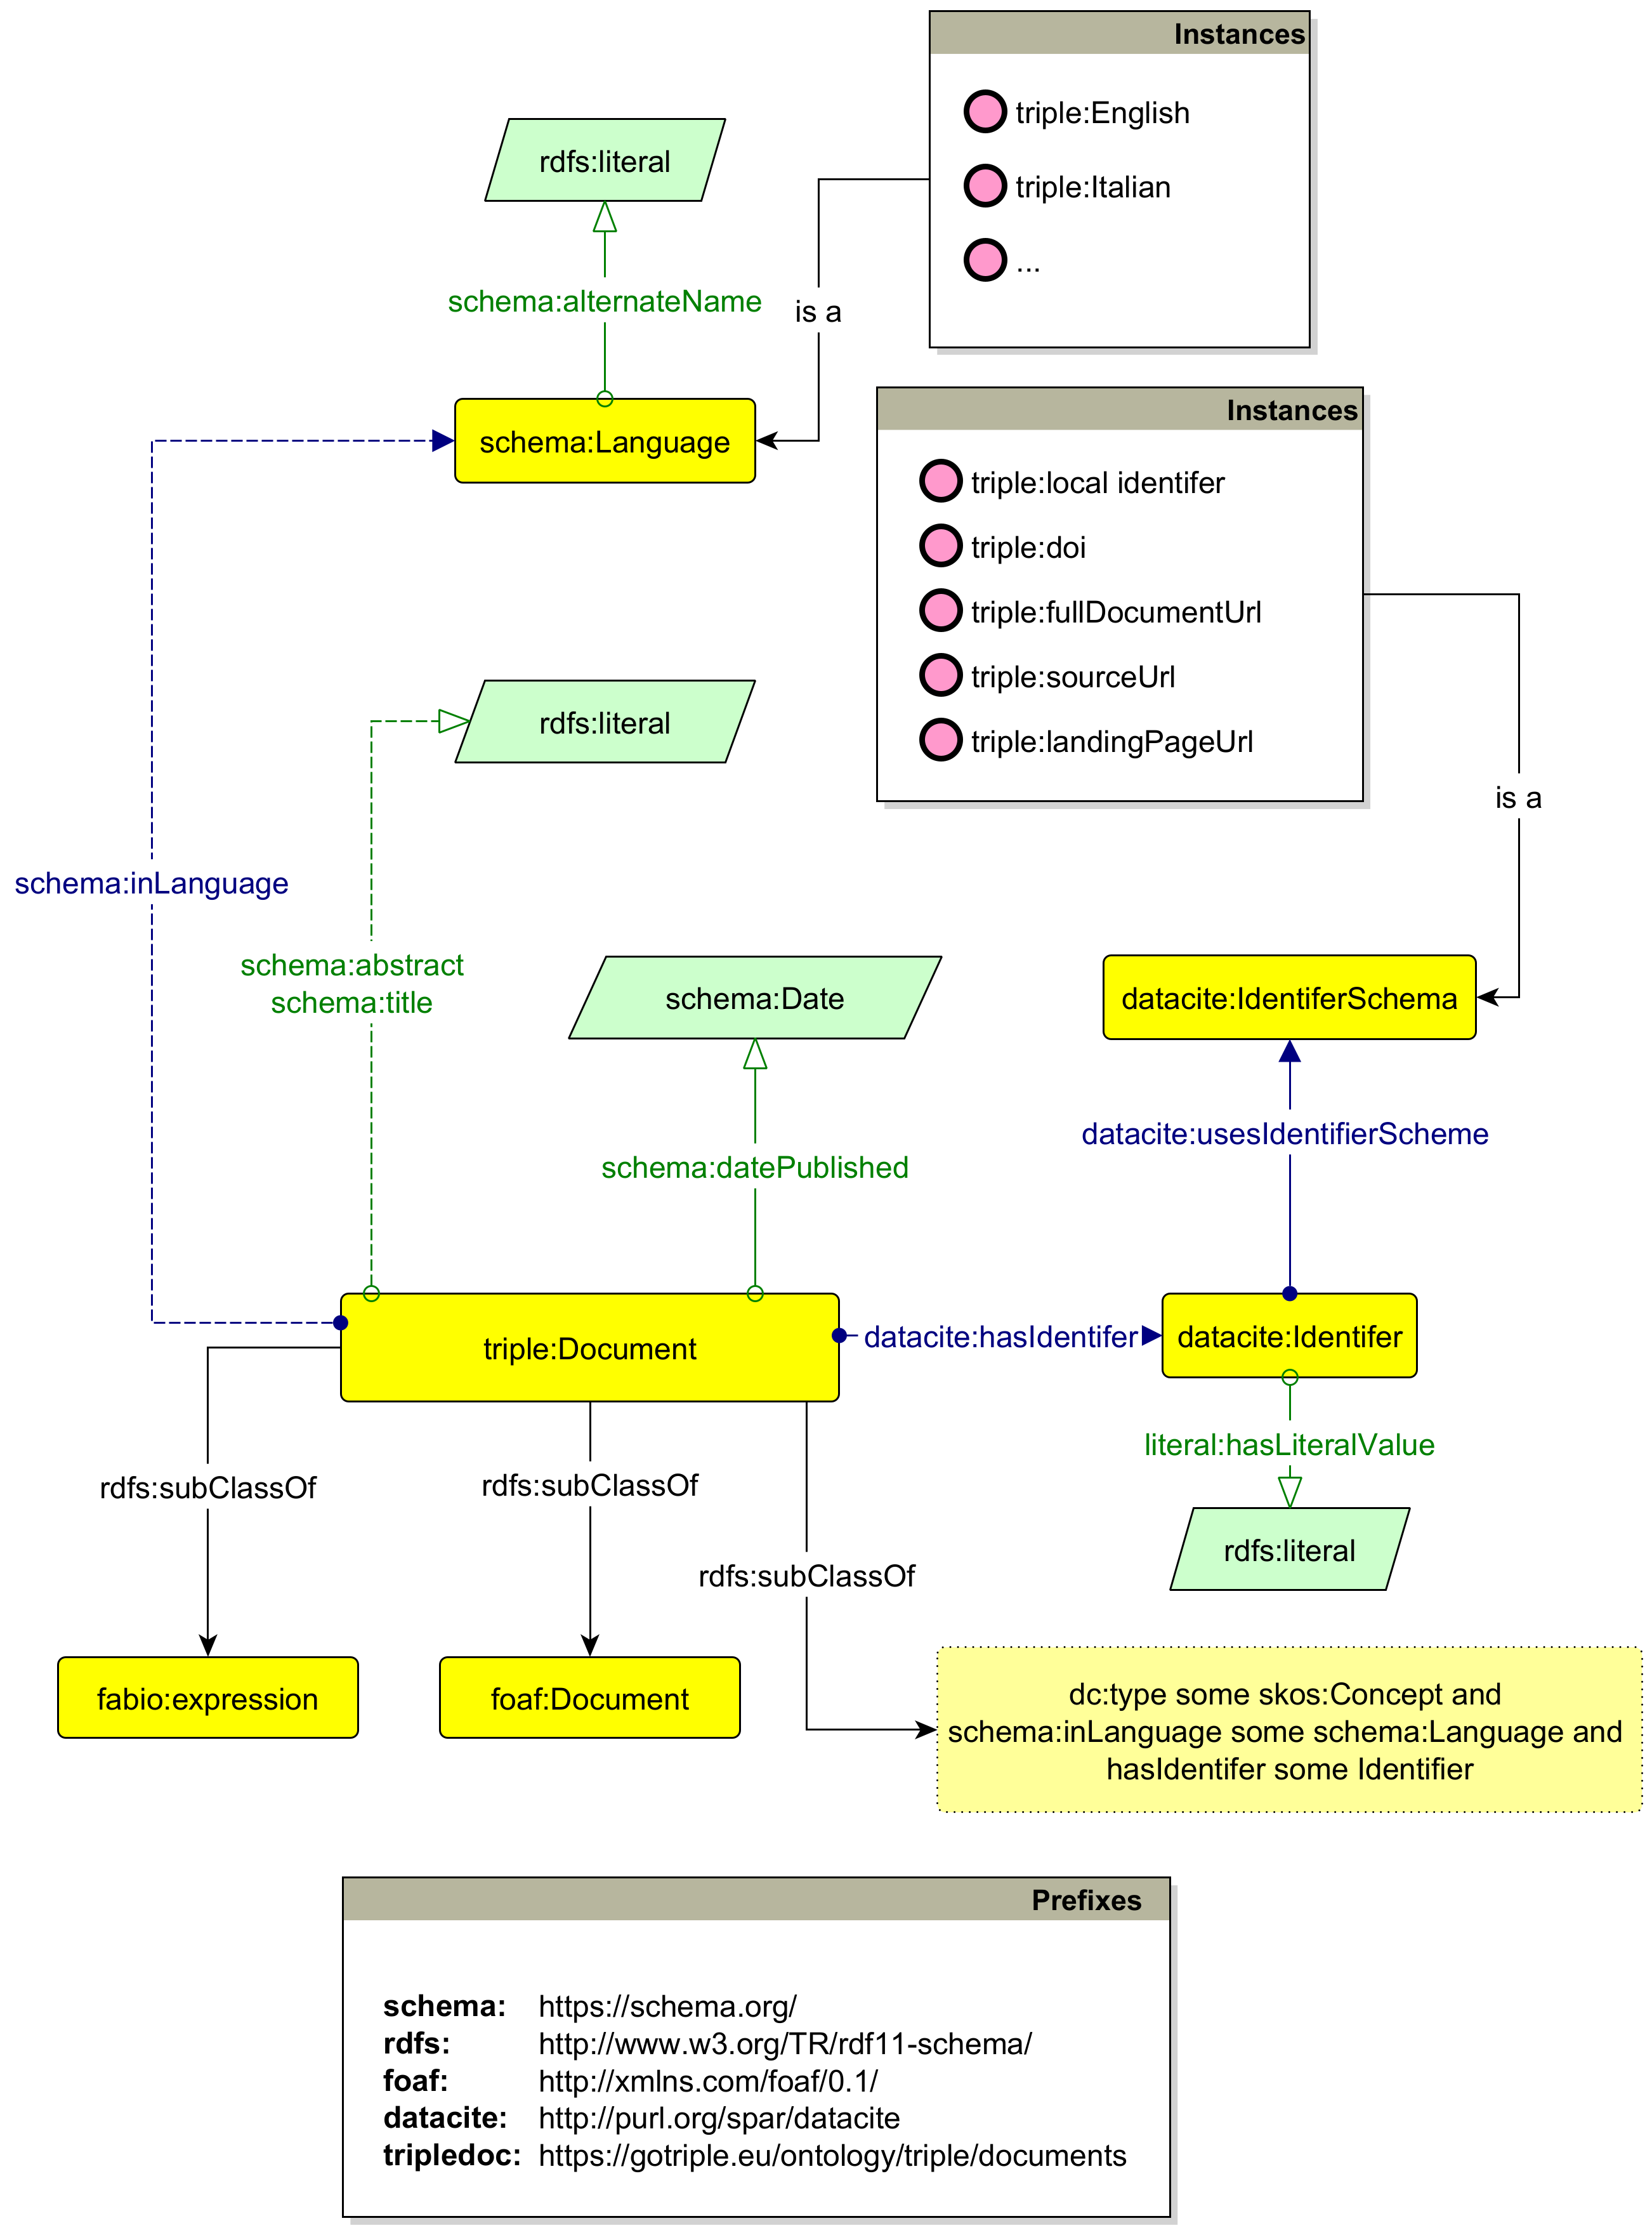 Instances
triple:English
triple:Italian
...
rdfs:literal
schema:alternateName
is a
schema:Language
Instances
triple:local identifer
triple:doi
triple:fullDocumentUrl
triple:sourceUrl
triple:landingPageUrl
rdfs:literal
is a
schema:inLanguage
schema:abstract
schema:title
schema:Date
datacite:IdentiferSchema
schema:datePublished
datacite:usesIdentifierScheme
triple:Document
datacite:hasIdentifer
datacite:Identifer
literal:hasLiteralValue
rdfs:subClassOf
rdfs:subClassOf
rdfs:subClassOf
rdfs:literal
fabio:expression
foaf:Document
dc:type some skos:Concept and
schema:inLanguage some schema:Language and
hasIdentifer some Identifier
Prefixes
schema: https://schema.org/
rdfs: http://www.w3.org/TR/rdf11-schema/
foaf: http://xmlns.com/foaf/0.1/
datacite: http://purl.org/spar/datacite
tripledoc: https://gotriple.eu/ontology/triple/documents